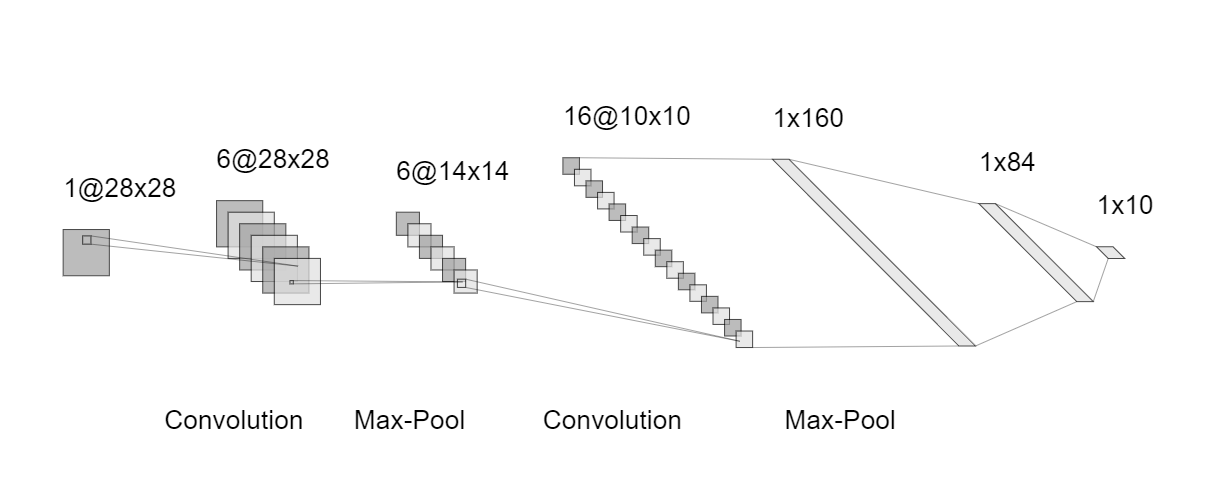 1@28x28
6@28x28
6@14x14
16@10x10
1x160
1x84
1x10
Convolution
Max-Pool
Convolution
Max-Pool